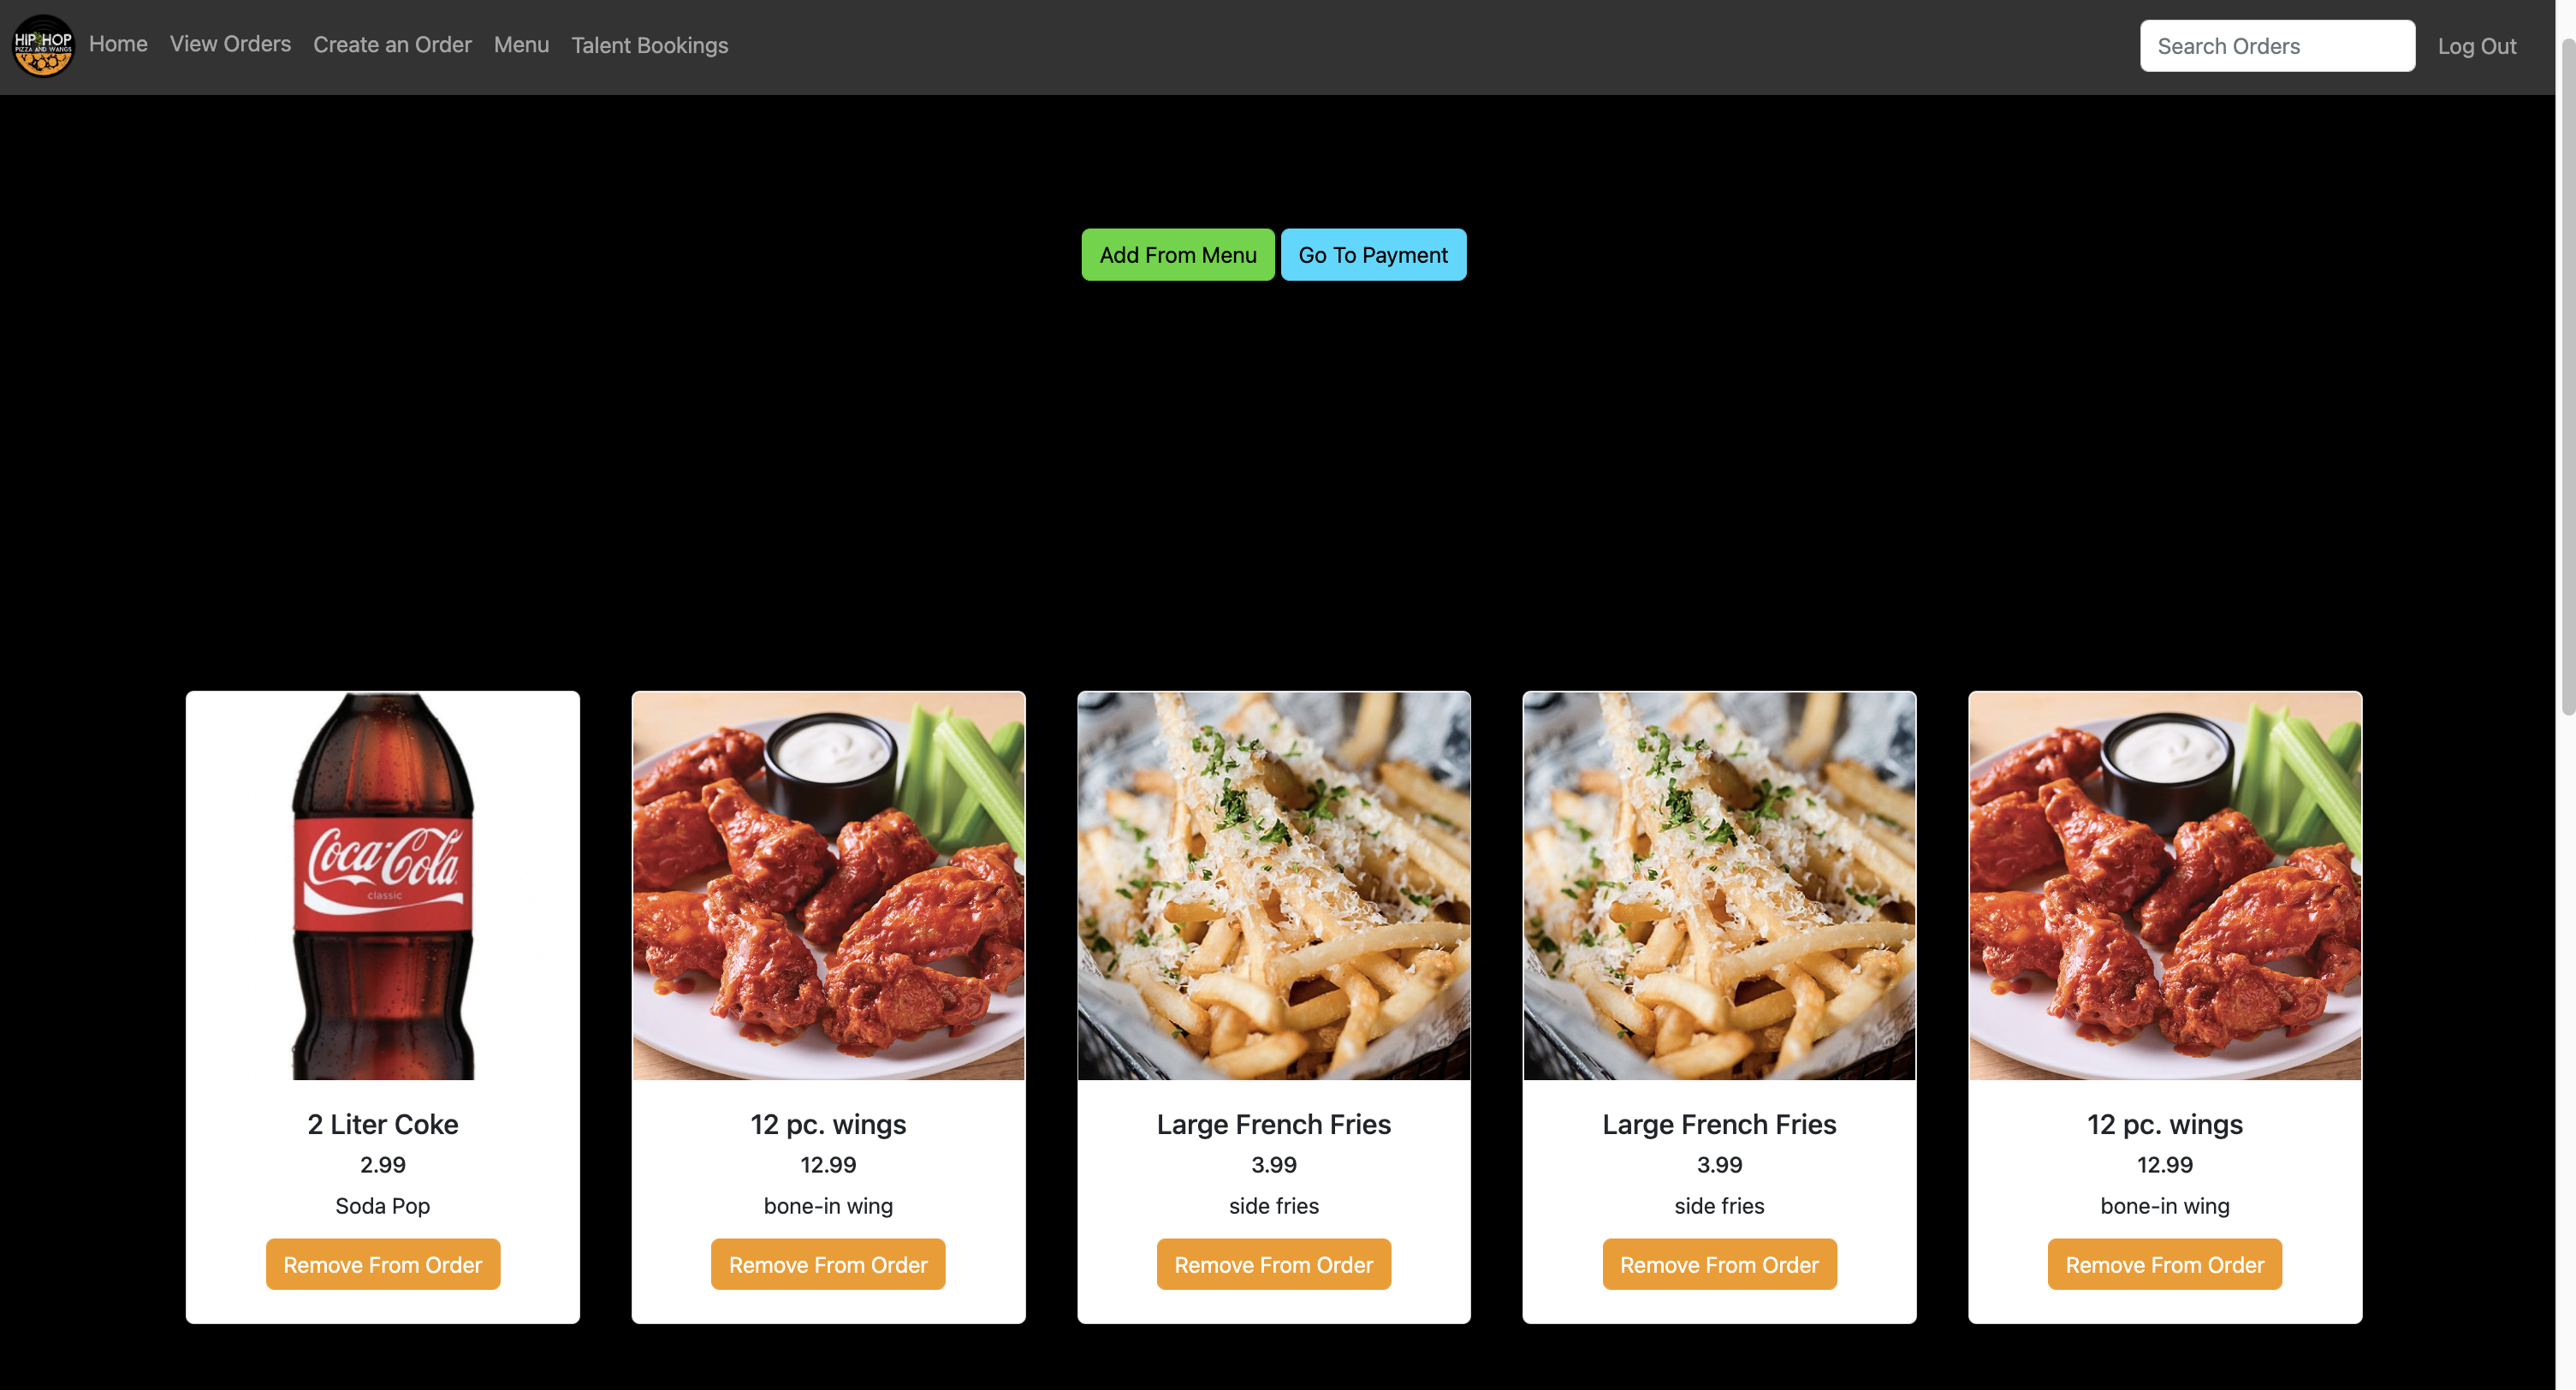 HIP HOP
PIZZA AND WANGS
Home
View Orders
Create an Order
Menu
Talent Bookings
Search Orders
Log Out
Add From Menu
Go To Payment
Coca-Cola
classic
2 Liter Coke
2.99
Soda Pop
Remove From Order
12 pc. wings
12.99
bone-in wing
Remove From Order
Large French Fries
3.99
side fries
Remove From Order
Large French Fries
3.99
side fries
Remove From Order
12 pc. wings
12.99
bone-in wing
Remove From Order